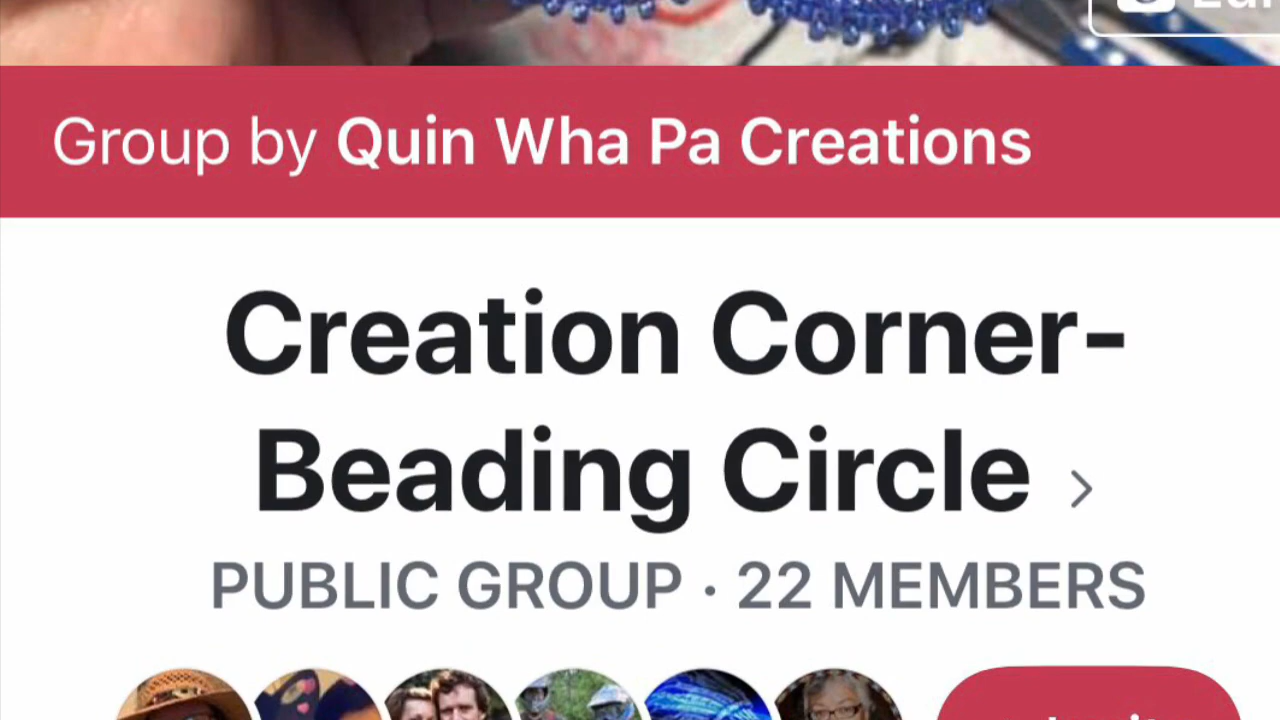 Group by Quin Wha Pa Creations
Creation Corner-
Beading Circle
PUBLIC GROUP · 22 MEMBERS